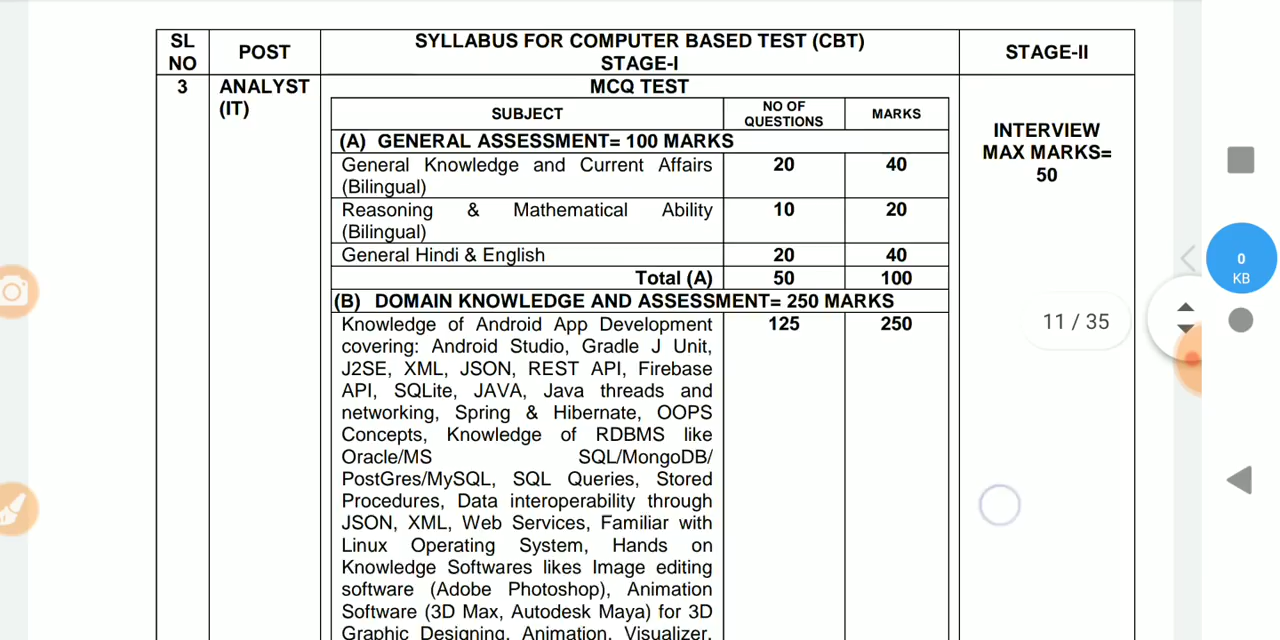 SL NO
POST
SYLLABUS FOR COMPUTER BASED TEST (CBT)
STAGE-I
STAGE-II
3
ANALYST
(IT)
MCQ TEST
SUBJECT
NO OF
QUESTIONS
MARKS
(A) GENERAL ASSESSMENT= 100 MARKS
General Knowledge and Current Affairs
(Bilingual)
20
40
Reasoning & Mathematical Ability
(Bilingual)
10
20
General Hindi & English
20
40
Total (A)
50
100
(B) DOMAIN KNOWLEDGE AND ASSESSMENT= 250 MARKS
Knowledge of Android App Development
covering: Android Studio, Gradle J Unit,
J2SE, XML, JSON, REST API, Firebase
API, SQLite, JAVA, Java threads and
networking, Spring & Hibernate, OOPS
Concepts, Knowledge of RDBMS like
Oracle/MS SQL/MongoDB/
PostGres/MySQL, SQL Queries, Stored
Procedures, Data interoperability through
JSON, XML, Web Services, Familiar with
Linux Operating System, Hands on
Knowledge Softwares likes Image editing
software (Adobe Photoshop), Animation
Software (3D Max, Autodesk Maya) for 3D
Graphic Designing, Animation, Visualizer,
125
250
INTERVIEW
MAX MARKS=
50
11 / 35
0
KB